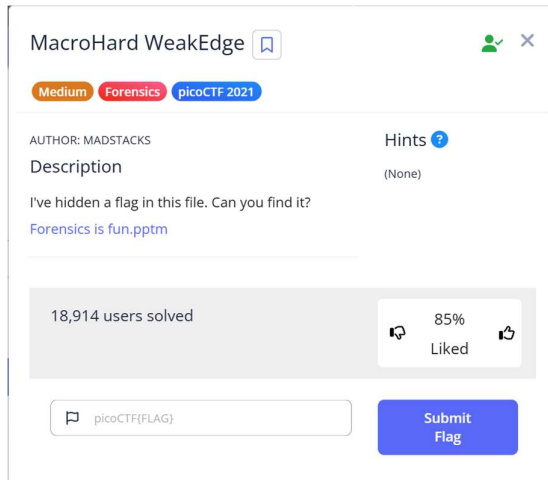 MacroHard WeakEdge
Medium Forensics picoCTF 2021
AUTHOR: MADSTACKS
Description
I've hidden a flag in this file. Can you find it?
Forensics is fun.pptm
Hints ?
(None)
18,914 users solved
85%
Liked
picoCTF{FLAG}
Submit
Flag